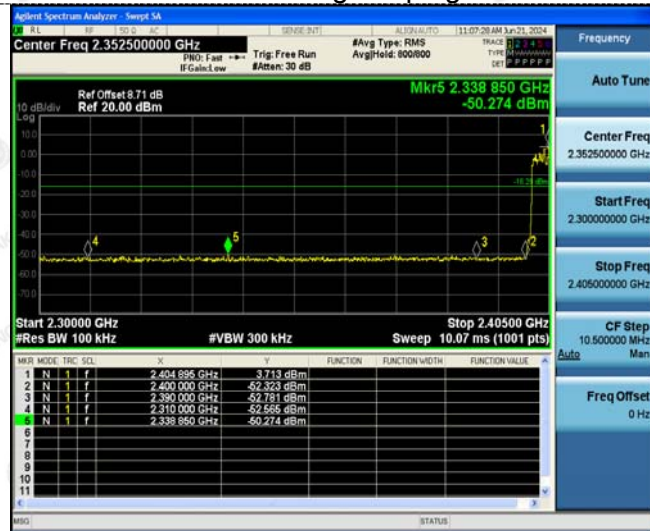 Agilent Spectrum Analyzer - Swept SA
RL RF 50 Ω AC SENSE:INT ALIGNAUTO 11:07:28 AM Jun 21, 2024
Center Freq 2.352500000 GHz
PNO: Fast
IFGain:Low
Trig: Free Run
#Atten: 30 dB
#Avg Type: RMS
Avg|Hold: 800/800
TRACE 1 2 3 4 5 6
TYPE
DET P P P P P P
Ref Offset 8.71 dB
Ref 20.00 dBm
Mkr5 2.338 850 GHz
-50.274 dBm
10 dB/div
Log
10.0
0.00
-10.0
-20.0
-30.0
-40.0
-50.0
-60.0
-70.0
1
2
3
4
5
Start 2.30000 GHz
Stop 2.40500 GHz
#Res BW 100 kHz
#VBW 300 kHz
Sweep 10.07 ms (1001 pts)
MKR MODE TRC SCL X Y FUNCTION FUNCTION WIDTH FUNCTION VALUE
1 N 1 f 2.404 895 GHz 3.713 dBm
2 N 1 f 2.400 000 GHz -52.323 dBm
3 N 1 f 2.390 000 GHz -52.781 dBm
4 N 1 f 2.310 000 GHz -52.565 dBm
5 N 1 f 2.338 850 GHz -50.274 dBm
6
7
8
9
10
11
MSG
STATUS
Frequency
Auto Tune
Center Freq
2.352500000 GHz
Start Freq
2.300000000 GHz
Stop Freq
2.405000000 GHz
CF Step
10.500000 MHz
Auto Man
Freq Offset
0 Hz